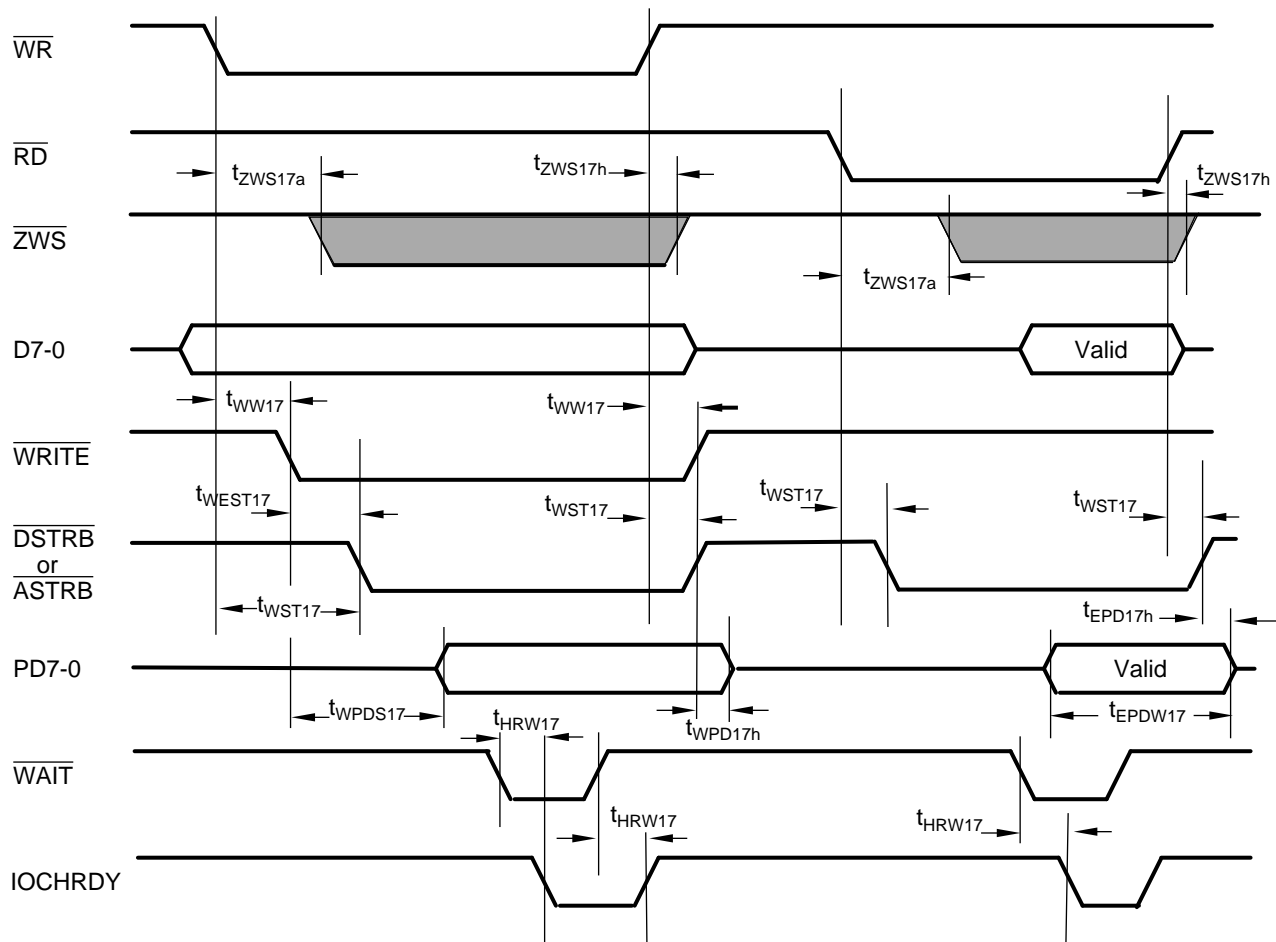 WR
RD
tZWS17a
tZWS17h
tZWS17h
ZWS
tZWS17a
D7-0
Valid
tWW17
tWW17
WRITE
tWEST17
tWST17
tWST17
tWST17
DSTRB
or
ASTRB
tWST17
tEPD17h
PD7-0
Valid
tWPDS17
tHRW17
tWPD17h
tEPDW17
WAIT
tHRW17
tHRW17
IOCHRDY